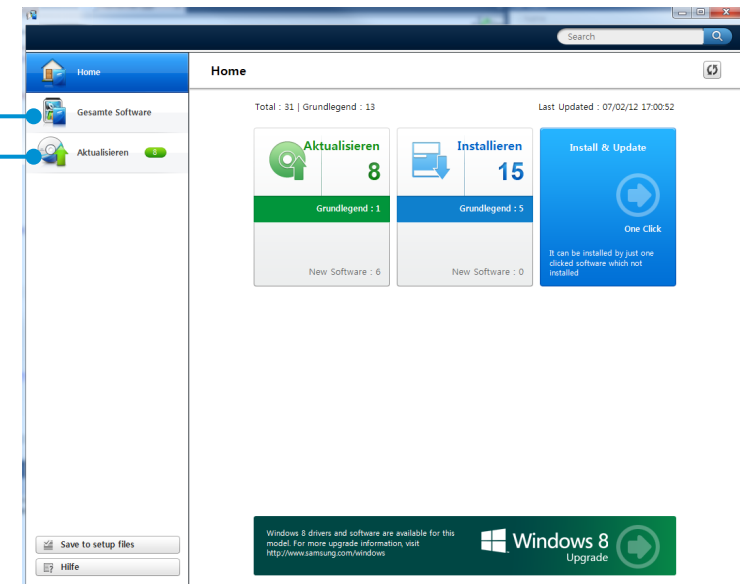 Search
Home
Home
Gesamte Software
Aktualisieren 8
Total : 31 | Grundlegend : 13
Last Updated : 07/02/12 17:00:52
Aktualisieren
8
Grundlegend : 1
New Software : 6
Installieren
15
Grundlegend : 5
New Software : 0
Install & Update
One Click
It can be installed by just one
clicked software which not
installed
Save to setup files
Hilfe
Windows 8 drivers and software are available for this
model. For more upgrade information, visit
http://www.samsung.com/windows
Windows 8
Upgrade